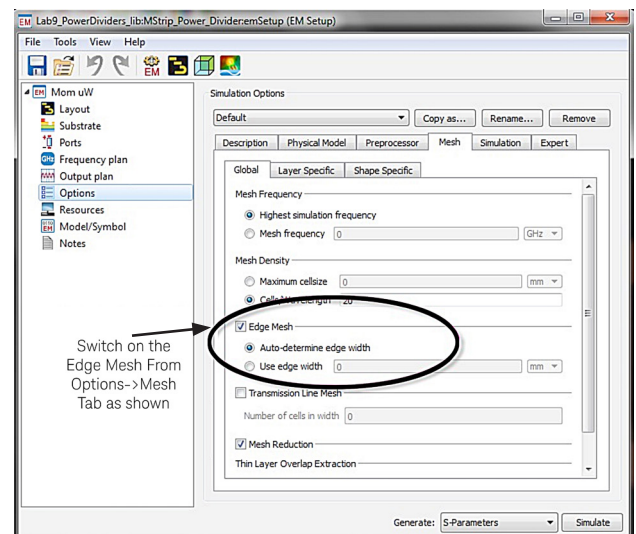 Lab9_PowerDividers_lib:MStrip_Power_Divider:emSetup (EM Setup)
File Tools View Help
EM
Mom uW
Layout
Substrate
Ports
Frequency plan
Output plan
Options
Resources
Model/Symbol
Notes
Simulation Options
Default Copy as... Rename... Remove
Description Physical Model Preprocessor Mesh Simulation Expert
Global Layer Specific Shape Specific
Mesh Frequency
Highest simulation frequency
Mesh frequency 0 GHz
Mesh Density
Maximum cellsize 0 mm
Cells/Wavelength 20
Edge Mesh
Auto-determine edge width
Use edge width 0 mm
Transmission Line Mesh
Number of cells in width 0
Mesh Reduction
Thin Layer Overlap Extraction
Switch on the
Edge Mesh From
Options->Mesh
Tab as shown
Generate: S-Parameters Simulate